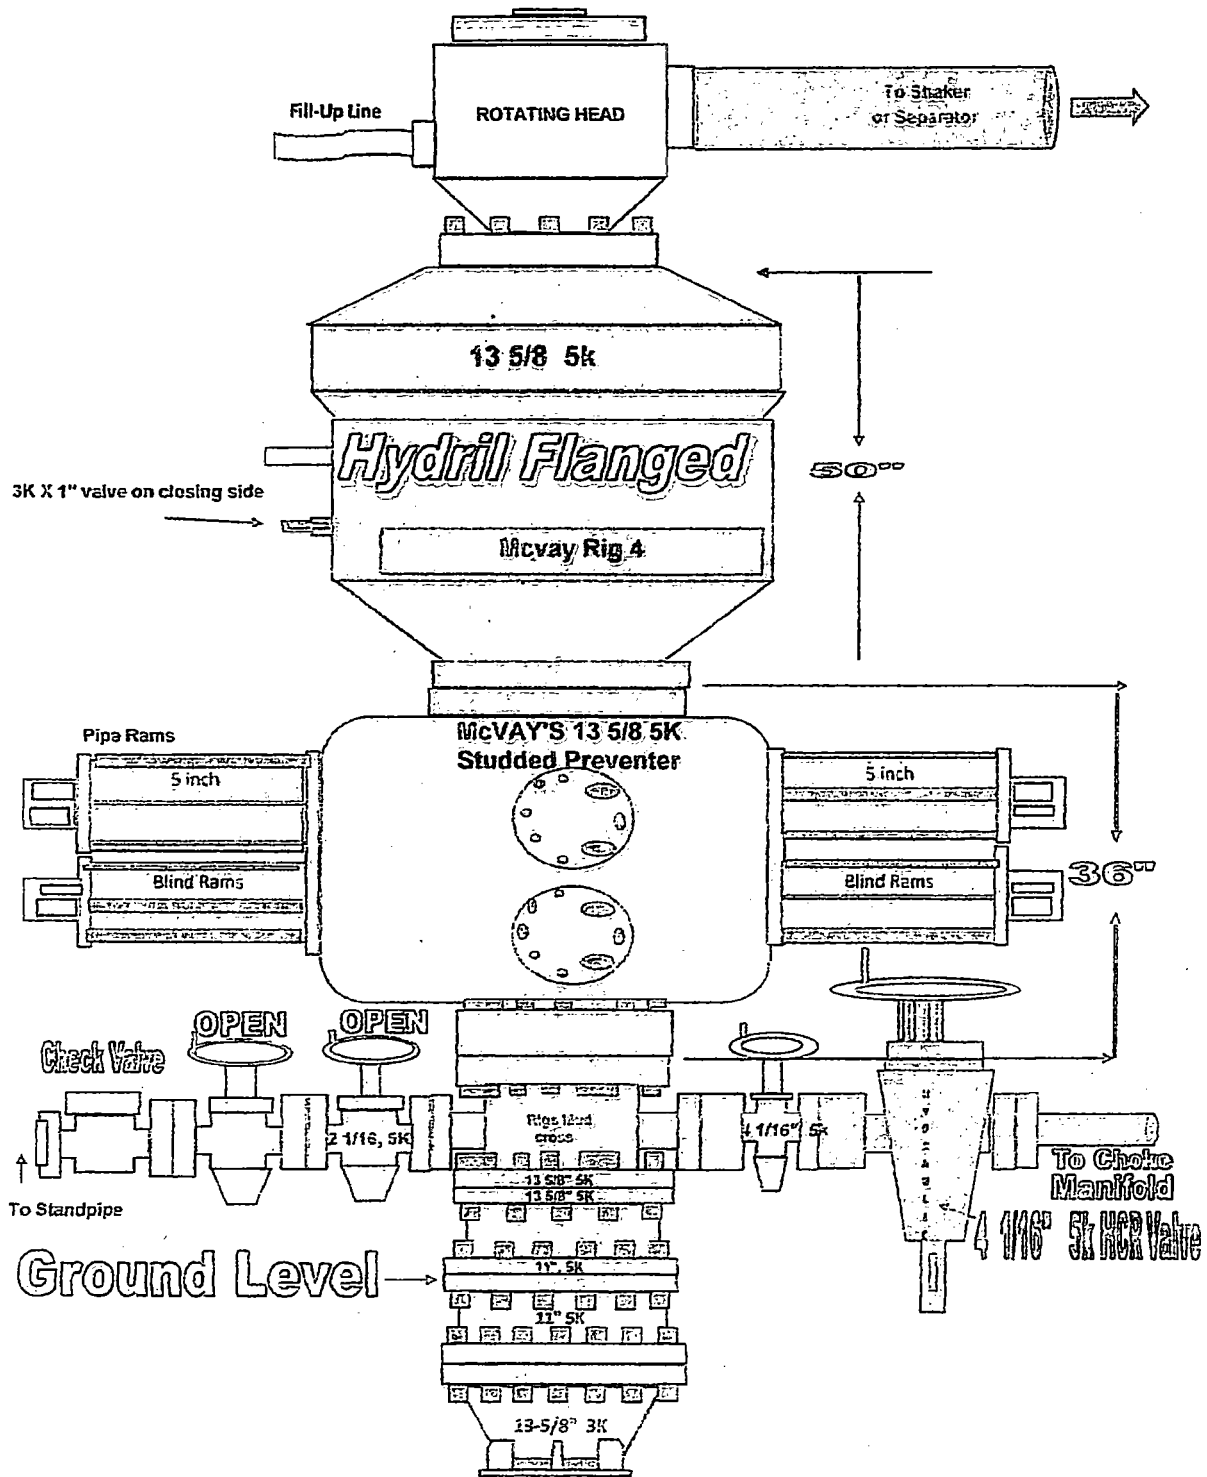 To Shaker
or Separator
Fill-Up Line
ROTATING HEAD
13 5/8 5k
Hydril Flanged
50"
3K X 1" valve on closing side
Mcvay Rig 4
McVAY'S 13 5/8 5K
Studded Preventer
Pipe Rams
5 inch
5 inch
Blind Rams
Blind Rams
36"
OPEN
OPEN
Check Valve
2 1/16, 5K
Rigs Mud
cross
4 1/16", 5k
HYDRAULIC
To Choke
Manifold
13 5/8" 5K
13 5/8" 5K
To Standpipe
4 1/16" 5k HCR Valve
Ground Level
11", 5K
11" 5K
13-5/8" 3K